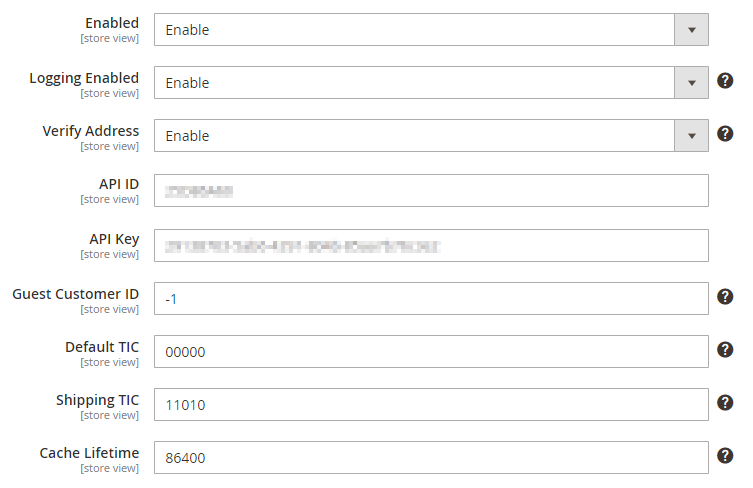 Enabled
[store view]
Enable
Logging Enabled
[store view]
Enable
Verify Address
[store view]
Enable
API ID
[store view]
API Key
[store view]
Guest Customer ID
[store view]
-1
Default TIC
[store view]
00000
Shipping TIC
[store view]
11010
Cache Lifetime
[store view]
86400